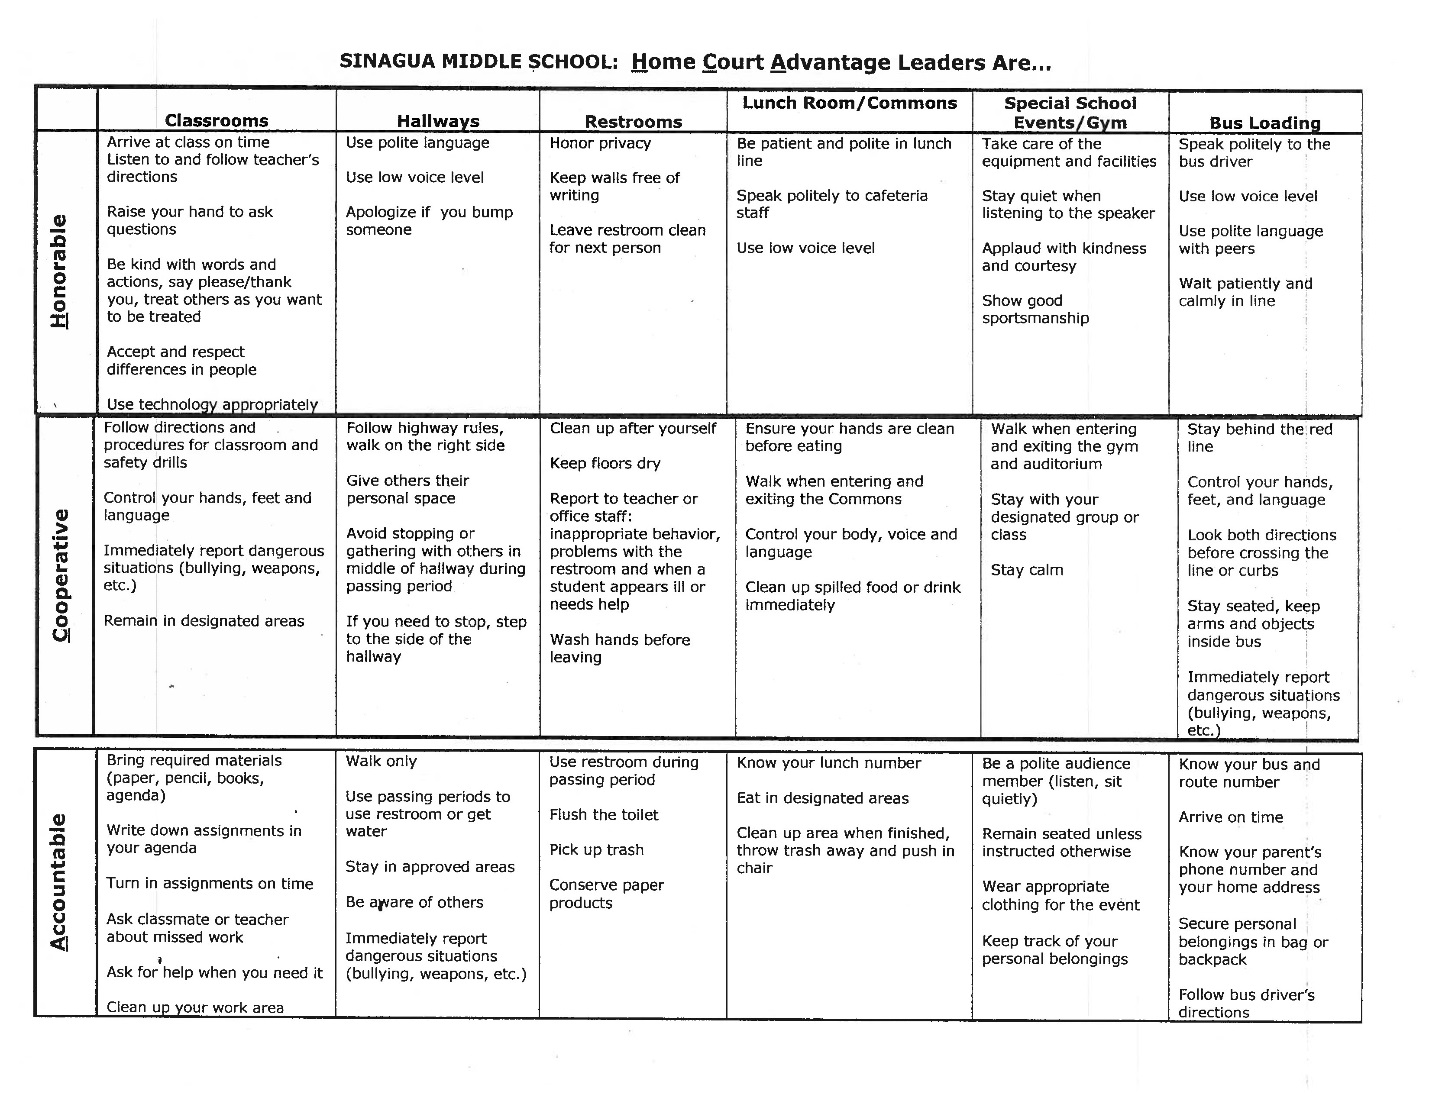 SINAGUA MIDDLE SCHOOL: Home Court Advantage Leaders Are...
Classrooms
Hallways
Restrooms
Lunch Room/Commons
Special School
Events/Gym
Bus Loading
Honorable
Arrive at class on time
Listen to and follow teacher's
directions
Raise your hand to ask
questions
Be kind with words and
actions, say please/thank
you, treat others as you want
to be treated
Accept and respect
differences in people
Use technology appropriately
Use polite language
Use low voice level
Apologize if you bump
someone
Honor privacy
Keep walls free of
writing
Leave restroom clean
for next person
Be patient and polite in lunch
line
Speak politely to cafeteria
staff
Use low voice level
Take care of the
equipment and facilities
Stay quiet when
listening to the speaker
Applaud with kindness
and courtesy
Show good
sportsmanship
Speak politely to the
bus driver
Use low voice level
Use polite language
with peers
Wait patiently and
calmly in line
Cooperative
Follow directions and
procedures for classroom and
safety drills
Control your hands, feet and
language
Immediately report dangerous
situations (bullying, weapons,
etc.)
Remain in designated areas
Follow highway rules,
walk on the right side
Give others their
personal space
Avoid stopping or
gathering with others in
middle of hallway during
passing period
If you need to stop, step
to the side of the
hallway
Clean up after yourself
Keep floors dry
Report to teacher or
office staff:
inappropriate behavior,
problems with the
restroom and when a
student appears ill or
needs help
Wash hands before
leaving
Ensure your hands are clean
before eating
Walk when entering and
exiting the Commons
Control your body, voice and
language
Clean up spilled food or drink
immediately
Walk when entering
and exiting the gym
and auditorium
Stay with your
designated group or
class
Stay calm
Stay behind the red
line
Control your hands,
feet, and language
Look both directions
before crossing the
line or curbs
Stay seated, keep
arms and objects
inside bus
Immediately report
dangerous situations
(bullying, weapons,
etc.)
Accountable
Bring required materials
(paper, pencil, books,
agenda)
Write down assignments in
your agenda
Turn in assignments on time
Ask classmate or teacher
about missed work
Ask for help when you need it
Clean up your work area
Walk only
Use passing periods to
use restroom or get
water
Stay in approved areas
Be aware of others
Immediately report
dangerous situations
(bullying, weapons, etc.)
Use restroom during
passing period
Flush the toilet
Pick up trash
Conserve paper
products
Know your lunch number
Eat in designated areas
Clean up area when finished,
throw trash away and push in
chair
Be a polite audience
member (listen, sit
quietly)
Remain seated unless
instructed otherwise
Wear appropriate
clothing for the event
Keep track of your
personal belongings
Know your bus and
route number
Arrive on time
Know your parent's
phone number and
your home address
Secure personal
belongings in bag or
backpack
Follow bus driver's
directions